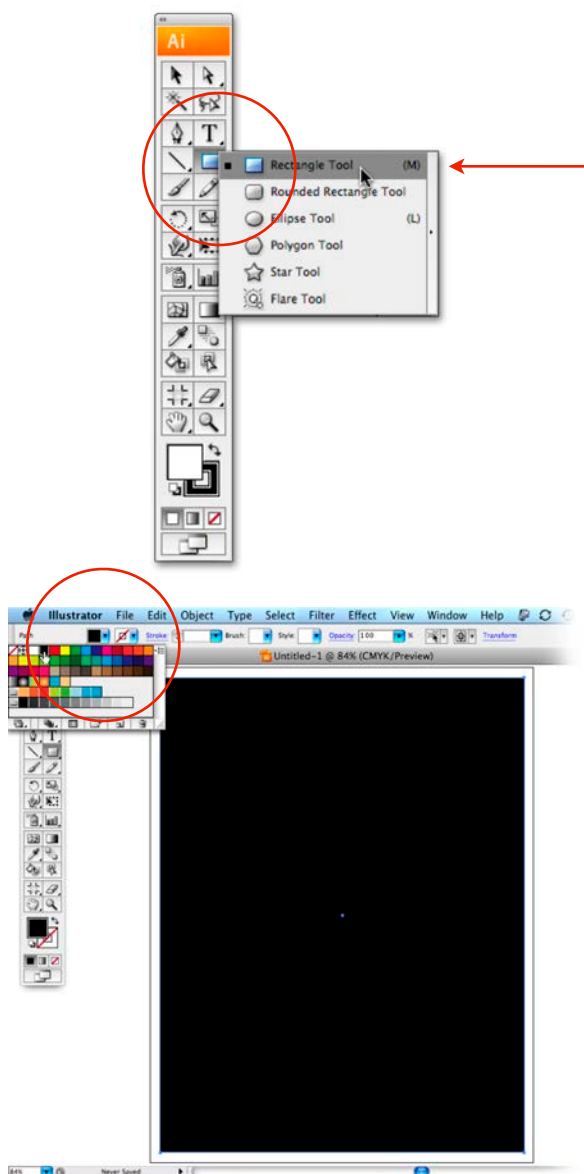 Ai
T
Rectangle Tool (M)
Rounded Rectangle Tool
Ellipse Tool (L)
Polygon Tool
Star Tool
Flare Tool
Illustrator File Edit Object Type Select Filter Effect View Window Help
Path Stroke Brush: Style: Opacity: 100 % Transform
Untitled-1 @ 84% (CMYK/Preview)
T
84% Never Saved